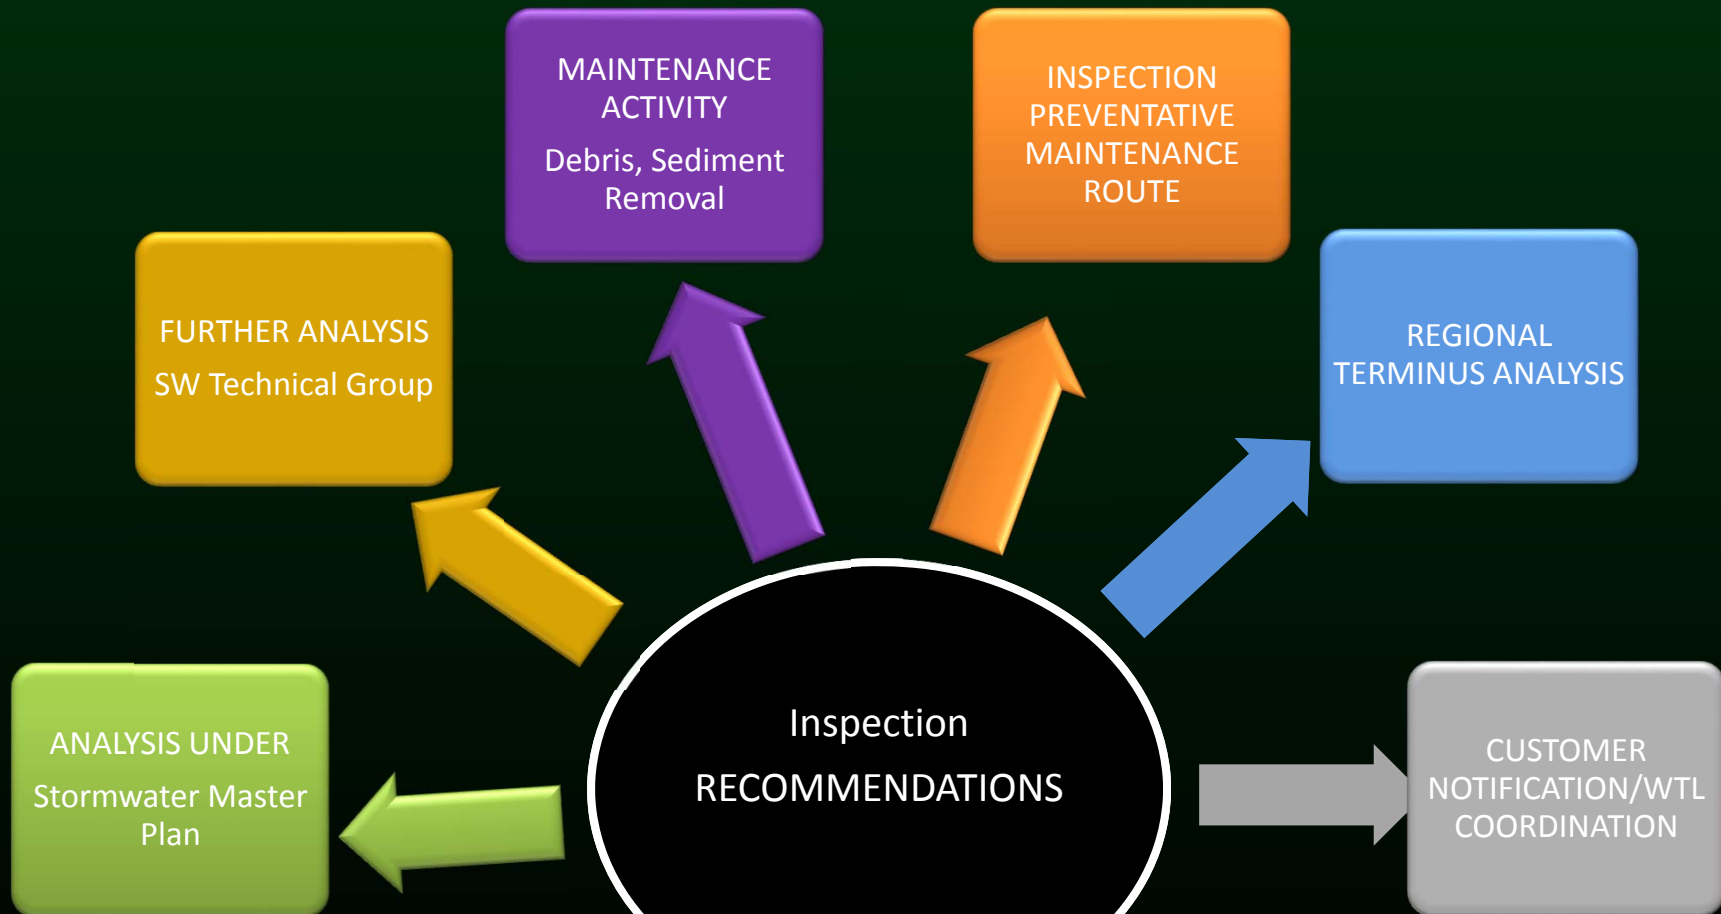 MAINTENANCE
ACTIVITY
Debris, Sediment
Removal
INSPECTION
PREVENTATIVE
MAINTENANCE
ROUTE
FURTHER ANALYSIS
SW Technical Group
REGIONAL
TERMINUS ANALYSIS
ANALYSIS UNDER
Stormwater Master
Plan
Inspection
RECOMMENDATIONS
CUSTOMER
NOTIFICATION/WTL
COORDINATION